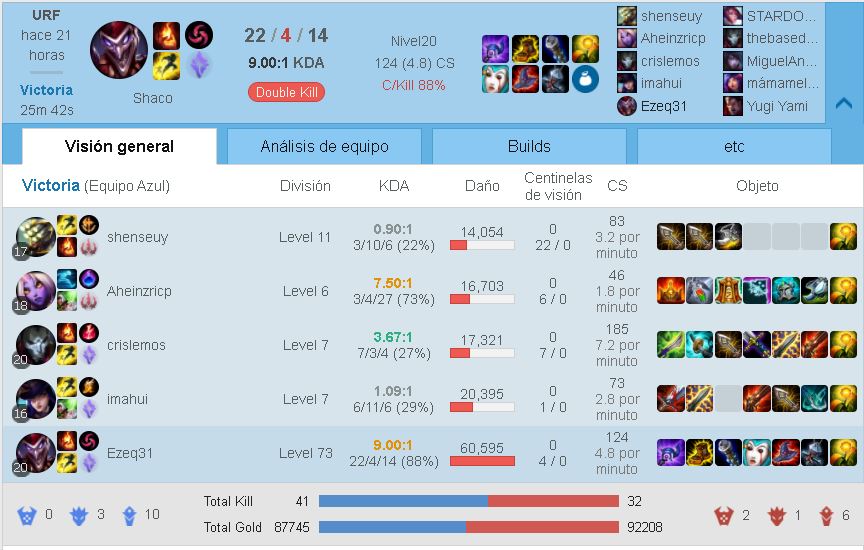 URF
hace 21
horas
Victoria
25m 42s
Shaco
22 / 4 / 14
9.00:1 KDA
Double Kill
Nivel20
124 (4.8) CS
C/Kill 88%
shenseuy
Aheinzricp
crislemos
imahui
Ezeq31
STARDO...
thebased...
MiguelAn...
mámamel...
Yugi Yami
Visión general
Análisis de equipo
Builds
etc
Victoria (Equipo Azul)
División
KDA
Daño
Centinelas
de visión
CS
Objeto
17
shenseuy
Level 11
0.90:1
3/10/6 (22%)
14,054
0
22 / 0
83
3.2 por
minuto
18
Aheinzricp
Level 6
7.50:1
3/4/27 (73%)
16,703
0
6 / 0
46
1.8 por
minuto
20
crislemos
Level 7
3.67:1
7/3/4 (27%)
17,321
0
7 / 0
185
7.2 por
minuto
16
imahui
Level 7
1.09:1
6/11/6 (29%)
20,395
0
1 / 0
73
2.8 por
minuto
20
Ezeq31
Level 73
9.00:1
22/4/14 (88%)
60,595
0
4 / 0
124
4.8 por
minuto
0
3
10
Total Kill
41
32
Total Gold
87745
92208
2
1
6